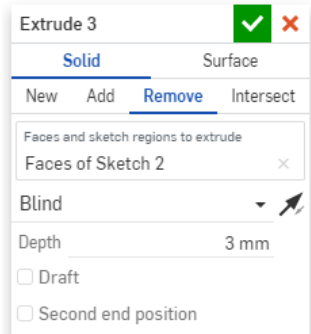 Extrude 3
Solid Surface
New Add Remove Intersect
Faces and sketch regions to extrude
Faces of Sketch 2
Blind
Depth 3 mm
Draft
Second end position